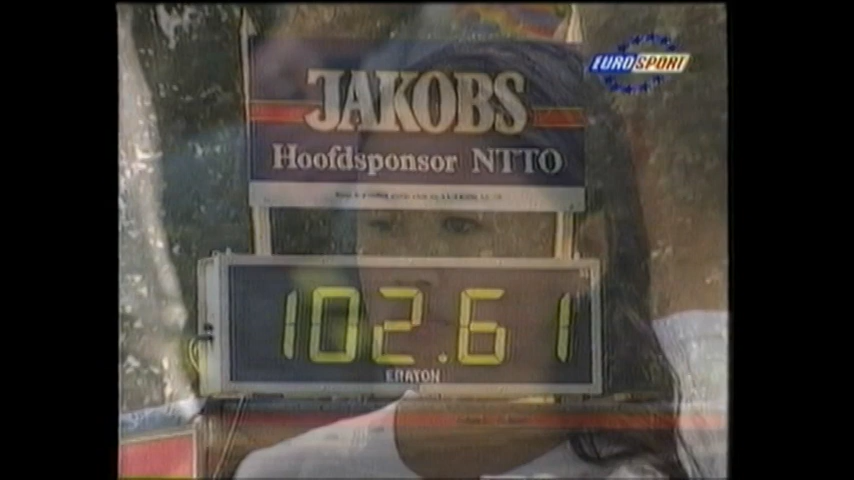 EUROSPORT
JAKOBS
Hoofdsponsor NTTO
102.61
ERATON